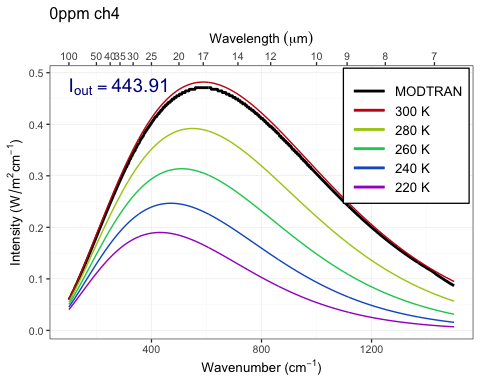 0ppm ch4
Wavelength (μm)
100 50 40 35 30 25 20 17 14 12 10 9 8 7
I_out = 443.91
MODTRAN
300 K
280 K
260 K
240 K
220 K
Intensity (W/m² cm⁻¹)
0.5
0.4
0.3
0.2
0.1
0.0
400 800 1200
Wavenumber (cm⁻¹)